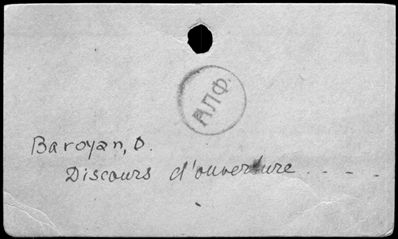 АПФ.
Baroyan, O.
Discours d'ouverture . . . .